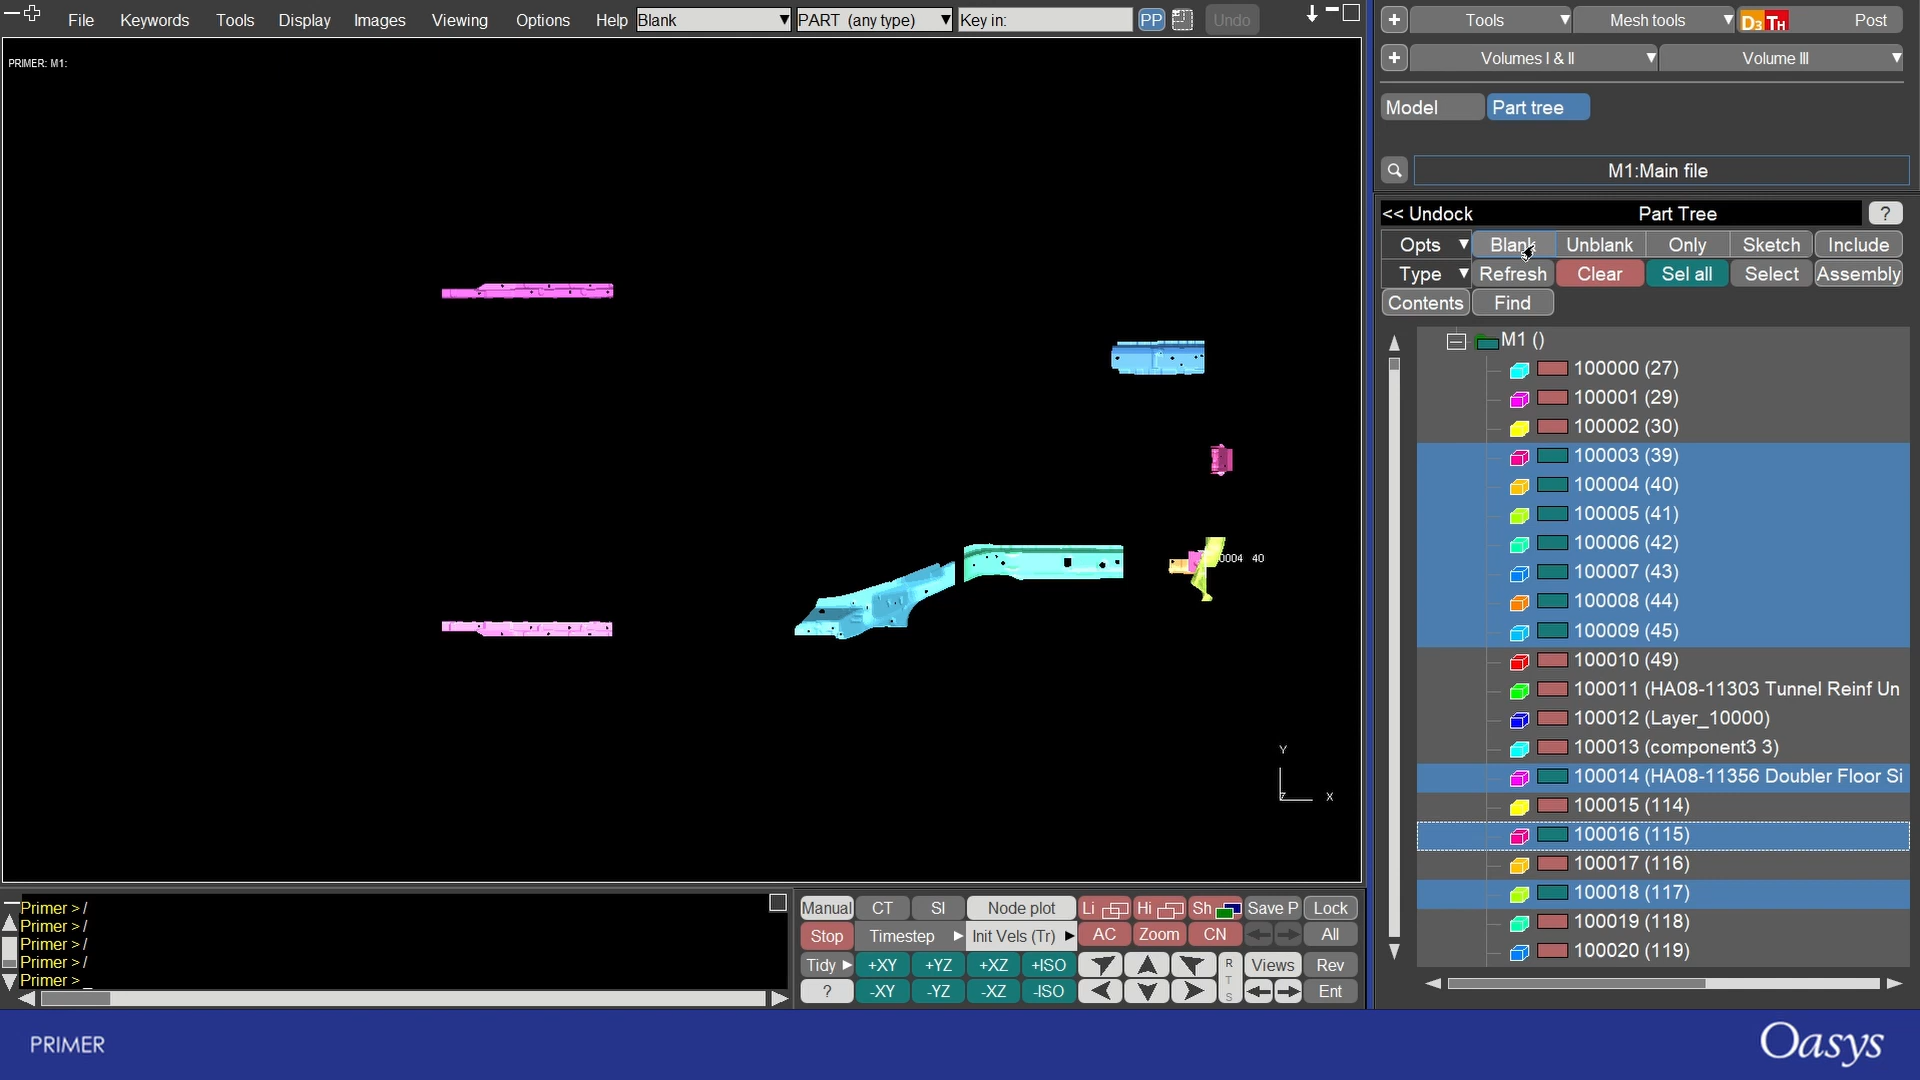 File Keywords Tools Display Images Viewing Options Help Blank PART (any type) Key in: PP Undo
PRIMER: M1:
0004 40
Y
Z X
Tools Mesh tools D3 TH Post
Volumes I & II Volume III
Model Part tree
M1:Main file
<< Undock Part Tree ?
Opts Blank Unblank Only Sketch Include
Type Refresh Clear Sel all Select Assembly
Contents Find
M1 ()
100000 (27)
100001 (29)
100002 (30)
100003 (39)
100004 (40)
100005 (41)
100006 (42)
100007 (43)
100008 (44)
100009 (45)
100010 (49)
100011 (HA08-11303 Tunnel Reinf Un
100012 (Layer_10000)
100013 (component3 3)
100014 (HA08-11356 Doubler Floor Si
100015 (114)
100016 (115)
100017 (116)
100018 (117)
100019 (118)
100020 (119)
Primer > /
Primer > /
Primer > /
Primer > /
Primer > _
Manual CT SI Node plot Li Hi Sh Save P Lock
Stop Timestep Init Vels (Tr) AC Zoom CN All
Tidy +XY +YZ +XZ +ISO R T S Views Rev
? -XY -YZ -XZ -ISO Ent
PRIMER
Oasys